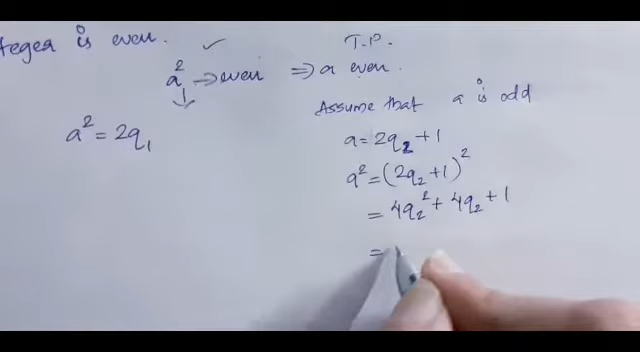 teger is even.
a² → even ⇒ a even.
↓
a² = 2q₁
T.P.
Assume that a is odd
a = 2q₂ + 1
a² = (2q₂ + 1)²
= 4q₂² + 4q₂ + 1
=